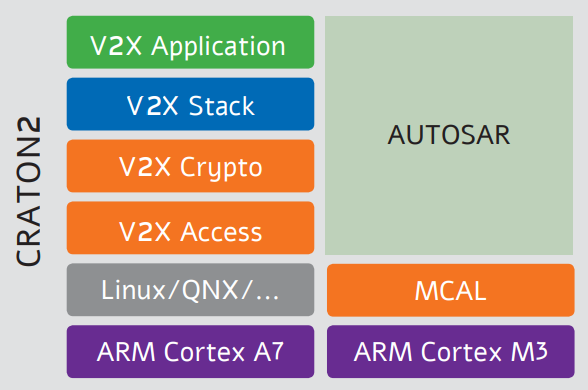 CRATON2
V2X Application
V2X Stack
V2X Crypto
V2X Access
Linux/QNX/...
ARM Cortex A7
AUTOSAR
MCAL
ARM Cortex M3